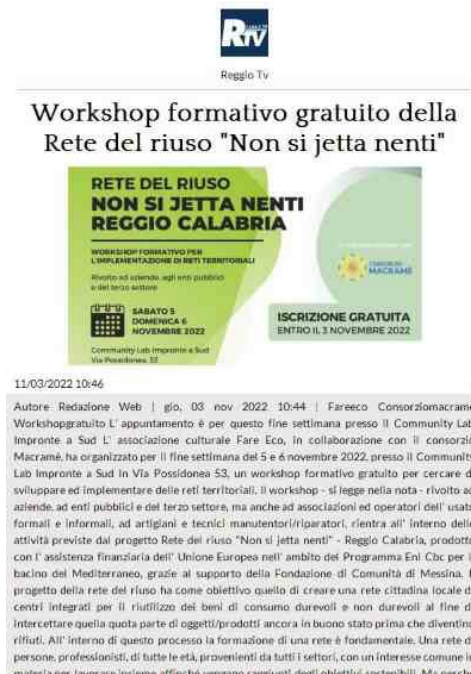 RTV
Reggio Tv
Workshop formativo gratuito della
Rete del riuso "Non si jetta nenti"
RETE DEL RIUSO
NON SI JETTA NENTI
REGGIO CALABRIA
WORKSHOP FORMATIVO PER
L'IMPLEMENTAZIONE DI RETI TERRITORIALI
Rivolto ad aziende, agli enti pubblici
e del terzo settore
SABATO 5
DOMENICA 6
NOVEMBRE 2022
Community Lab Impronte a Sud
Via Possidonea, 53
CONSORZIO
MACRAMÈ
ISCRIZIONE GRATUITA
ENTRO IL 3 NOVEMBRE 2022
11/03/2022 10:46
Autore Redazione Web | gio, 03 nov 2022 10:44 | Fareeco Consorziomacrame
Workshopgratuito L' appuntamento è per questo fine settimana presso il Community Lab
Impronte a Sud L' associazione culturale Fare Eco, in collaborazione con il consorzio
Macramè, ha organizzato per il fine settimana del 5 e 6 novembre 2022, presso il Community
Lab Impronte a Sud in Via Possidonea 53, un workshop formativo gratuito per cercare di
sviluppare ed implementare delle reti territoriali. Il workshop - si legge nella nota - rivolto ad
aziende, ad enti pubblici e del terzo settore, ma anche ad associazioni ed operatori dell' usato
formali e informali, ad artigiani e tecnici manutentori/riparatori, rientra all' interno delle
attività previste dal progetto Rete del riuso "Non si jetta nenti" - Reggio Calabria, prodotto
con l' assistenza finanziaria dell' Unione Europea nell' ambito del Programma Eni Cbc per il
bacino del Mediterraneo, grazie al supporto della Fondazione di Comunità di Messina. Il
progetto della rete del riuso ha come obiettivo quello di creare una rete cittadina locale di
centri integrati per il riutilizzo dei beni di consumo durevoli e non durevoli al fine di
intercettare quella quota parte di oggetti/prodotti ancora in buono stato prima che diventino
rifiuti. All' interno di questo processo la formazione di una rete è fondamentale. Una rete di
persone, professionisti, di tutte le età, provenienti da tutti i settori, con un interesse comune in
materia per lavorare insieme affinché vengano raggiunti degli obiettivi sostenibili. Ma perché